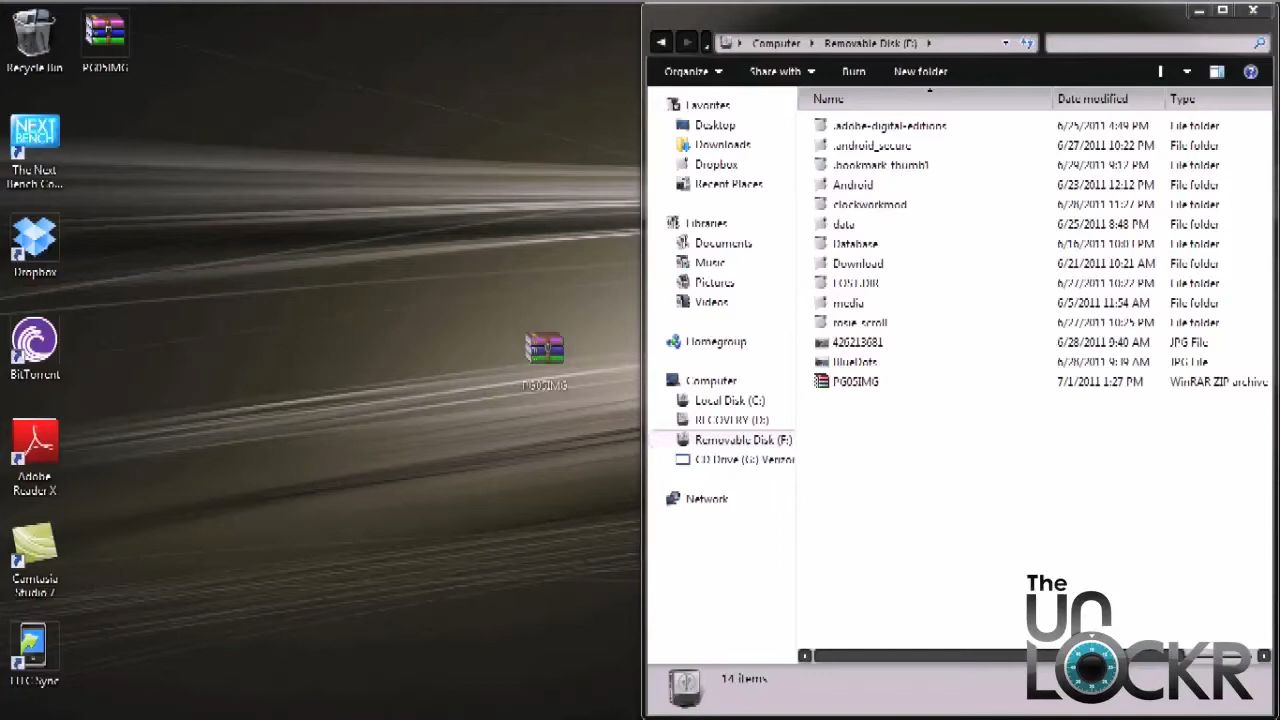 Recycle Bin
PG05IMG
NEXT
BENCH
The Next
Bench Co...
Dropbox
BitTorrent
Adobe
Reader X
Camtasia
Studio 7
HTC Sync
PG05IMG
Computer
Removable Disk (F:)
Organize
Share with
Burn
New folder
Favorites
Desktop
Downloads
Dropbox
Recent Places
Libraries
Documents
Music
Pictures
Videos
Homegroup
Computer
Local Disk (C:)
RECOVERY (D:)
Removable Disk (F:)
CD Drive (G:) Verizon
Network
Name Date modified Type
.adobe-digital-editions 6/25/2011 4:49 PM File folder
.android_secure 6/27/2011 10:22 PM File folder
.bookmark_thumb1 6/29/2011 9:12 PM File folder
Android 6/23/2011 12:12 PM File folder
clockworkmod 6/28/2011 11:27 PM File folder
data 6/25/2011 8:48 PM File folder
Database 6/16/2011 10:03 PM File folder
Download 6/21/2011 10:21 AM File folder
LOST.DIR 6/27/2011 10:22 PM File folder
media 6/5/2011 11:54 AM File folder
rosie_scroll 6/27/2011 10:25 PM File folder
426213681 6/28/2011 9:40 AM JPG File
BlueDots 6/28/2011 9:39 AM JPG File
PG05IMG 7/1/2011 1:27 PM WinRAR ZIP archive
14 items
The
UN
LOCKR